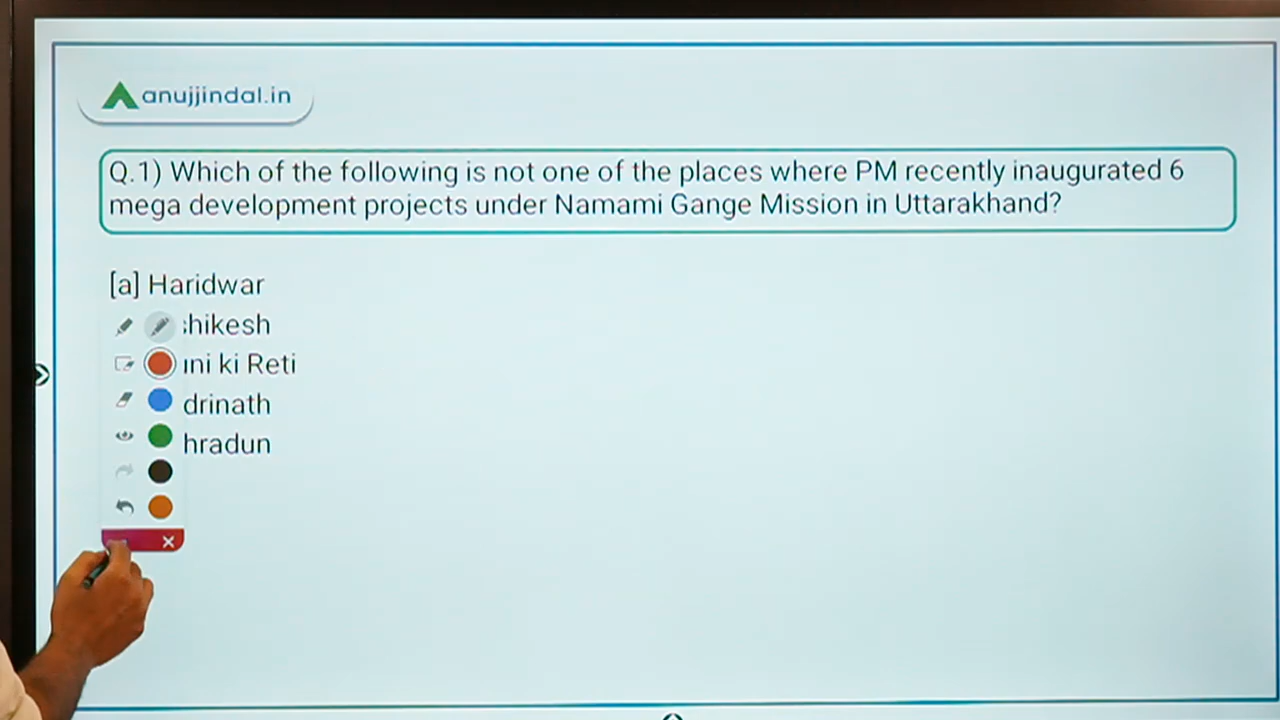 anujjindal.in
Q.1) Which of the following is not one of the places where PM recently inaugurated 6
mega development projects under Namami Gange Mission in Uttarakhand?
[a] Haridwar
hikesh
ni ki Reti
drinath
hradun